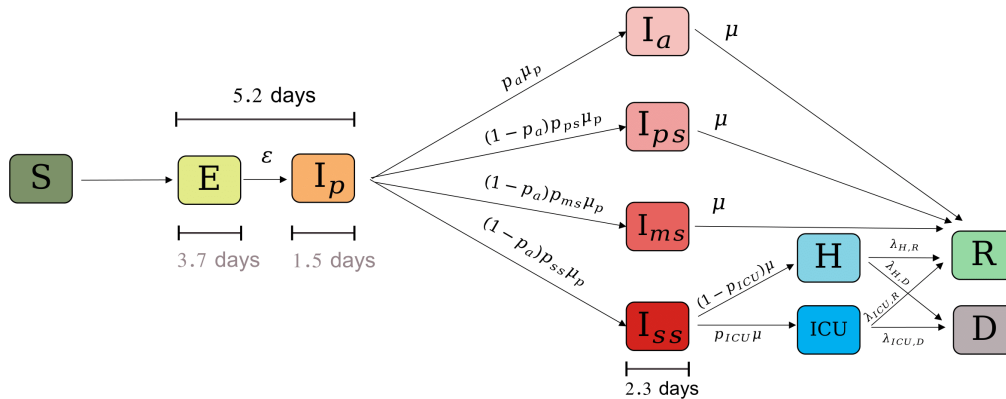 I_a
μ
p_a μ_p
5.2 days
I_ps
μ
(1-p_a)p_ps μ_p
ε
S
E
I_p
(1-p_a)p_ms μ_p
I_ms
μ
(1-p_a)p_ss μ_p
3.7 days
1.5 days
H
λ_H,R
R
(1-p_ICU)μ
λ_H,D
λ_ICU,R
I_ss
ICU
D
p_ICU μ
λ_ICU,D
2.3 days